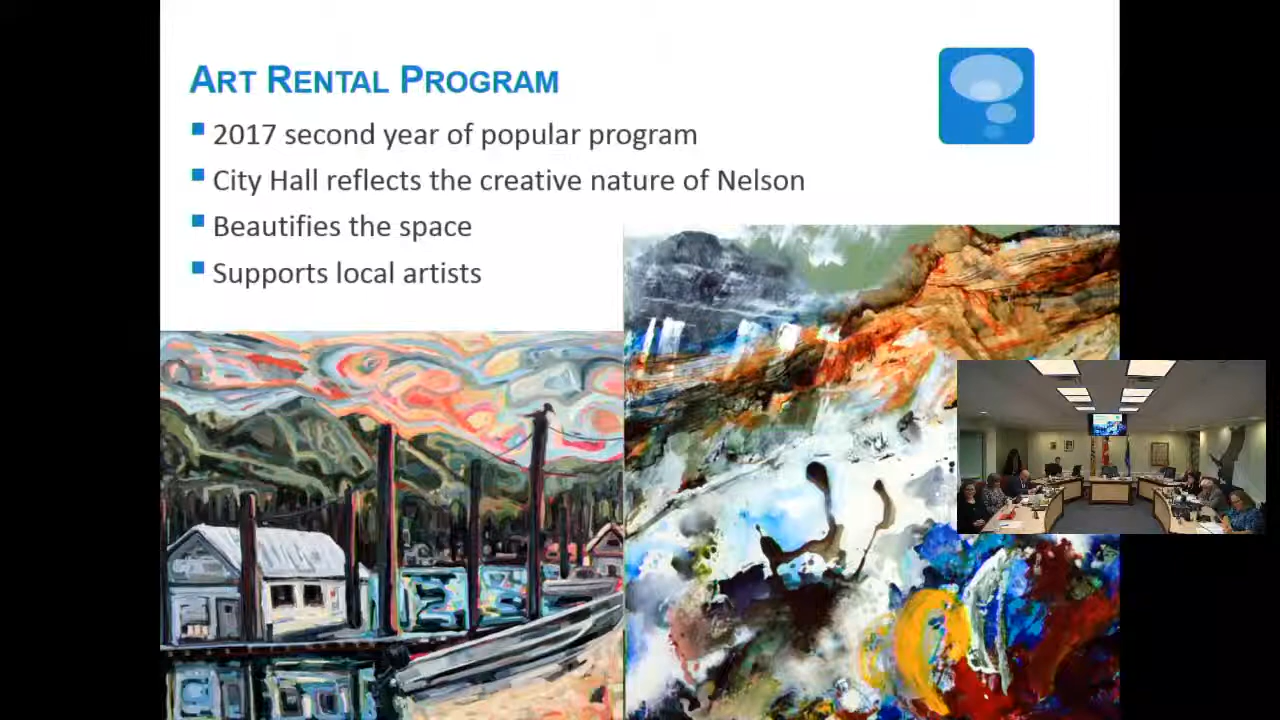 ART RENTAL PROGRAM
2017 second year of popular program
City Hall reflects the creative nature of Nelson
Beautifies the space
Supports local artists